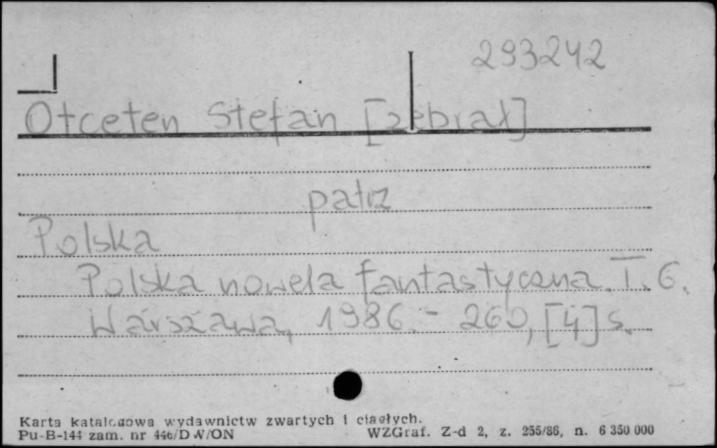 293242
Otceten Stefan [zebrał]
patrz
Polska
Polska nowela fantastyczna. T. 6.
Warszawa, 1986. - 260, [4] s.
Karta katalogowa wydawnictw zwartych i ciągłych.
Pu-B-144 zam. nr 446/D-W/ON WZGraf. Z-d 2, z. 255/86, n. 6 350 000